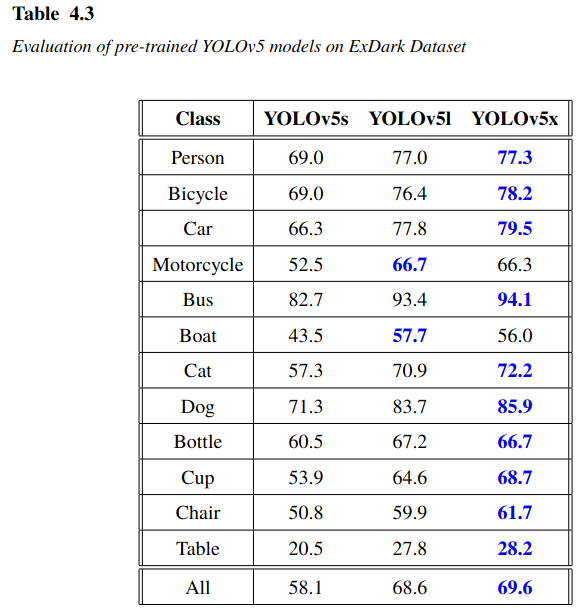 Table 4.3
Evaluation of pre-trained YOLOv5 models on ExDark Dataset
Class YOLOv5s YOLOv5l YOLOv5x
Person 69.0 77.0 77.3
Bicycle 69.0 76.4 78.2
Car 66.3 77.8 79.5
Motorcycle 52.5 66.7 66.3
Bus 82.7 93.4 94.1
Boat 43.5 57.7 56.0
Cat 57.3 70.9 72.2
Dog 71.3 83.7 85.9
Bottle 60.5 67.2 66.7
Cup 53.9 64.6 68.7
Chair 50.8 59.9 61.7
Table 20.5 27.8 28.2
All 58.1 68.6 69.6